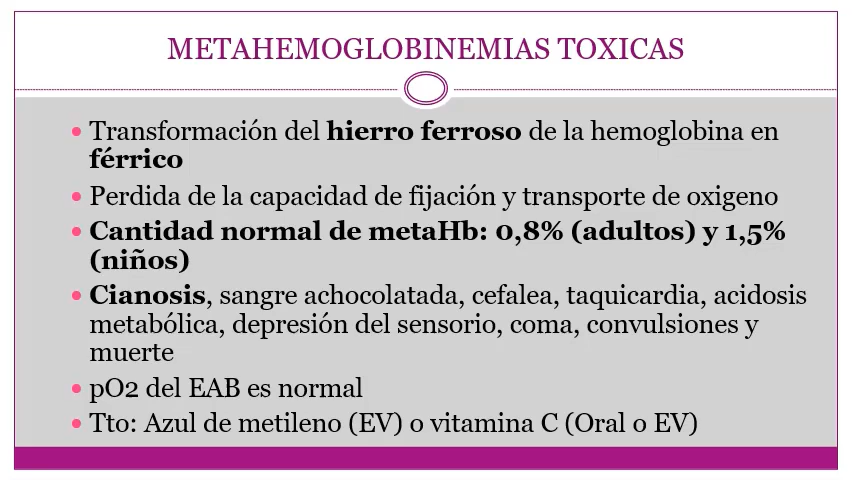 METAHEMOGLOBINEMIAS TOXICAS
• Transformación del hierro ferroso de la hemoglobina en
férrico
• Perdida de la capacidad de fijación y transporte de oxigeno
• Cantidad normal de metaHb: 0,8% (adultos) y 1,5%
(niños)
• Cianosis, sangre achocolatada, cefalea, taquicardia, acidosis
metabólica, depresión del sensorio, coma, convulsiones y
muerte
• pO2 del EAB es normal
• Tto: Azul de metileno (EV) o vitamina C (Oral o EV)